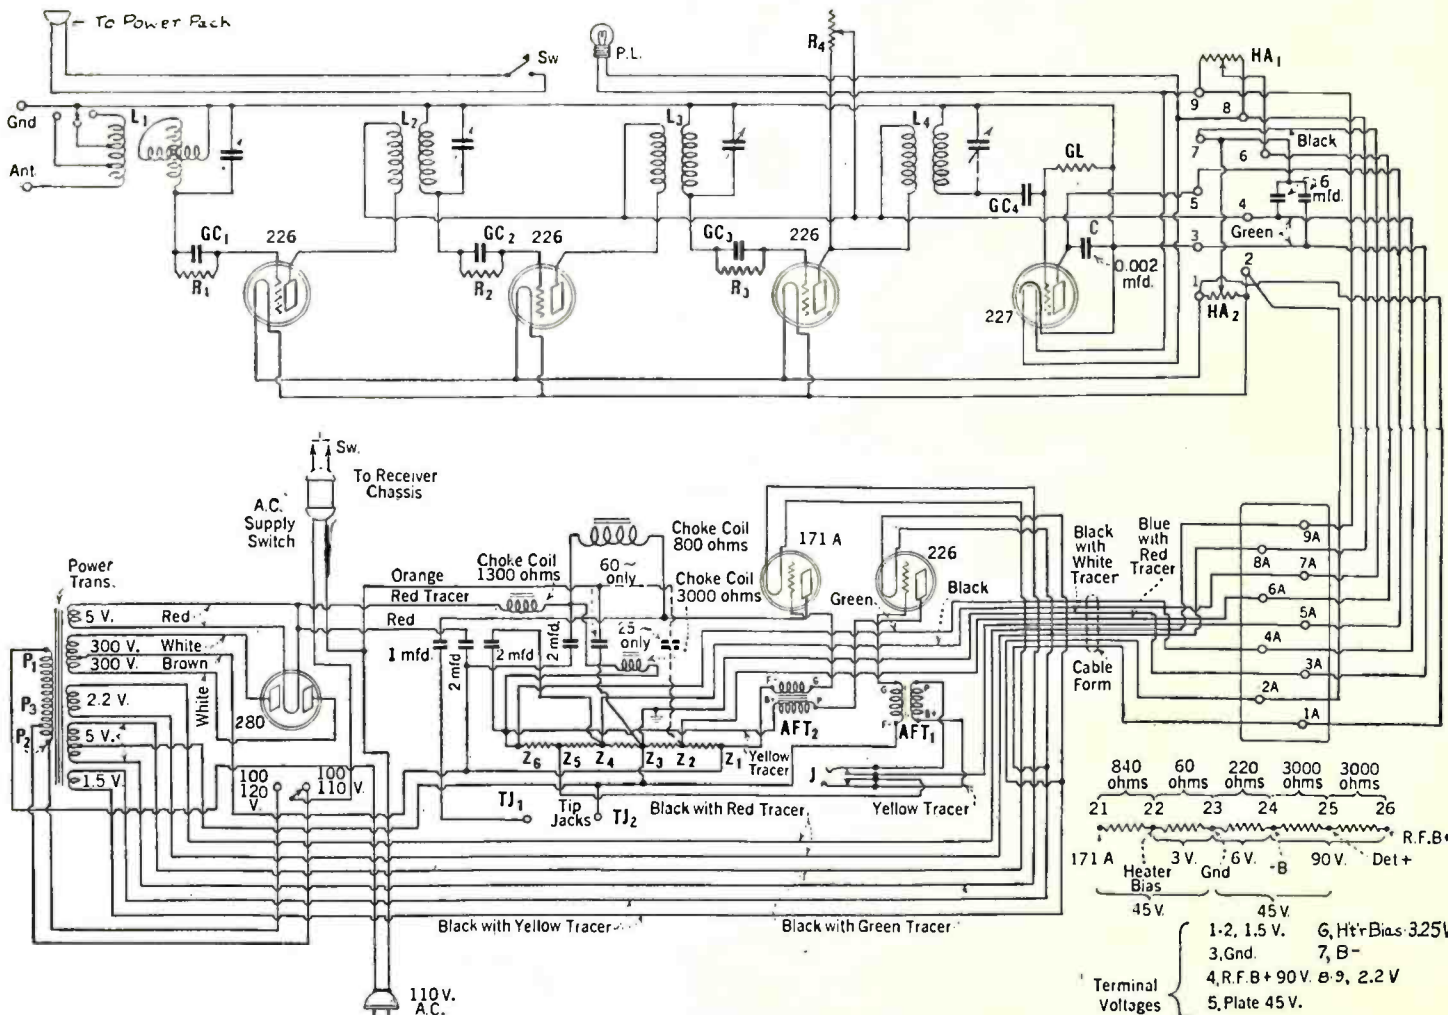 To Power Pack
Sw
P.L.
R4
HA1
9
8
7
6
Black
6 mfd.
5
4
Green
3
2
1
HA2
Gnd
L1
Ant
L2
L3
L4
GL
GC4
C
0.002 mfd.
GC1
226
R1
GC2
226
R2
GC3
226
R3
227
Sw.
To Receiver
Chassis
A.C.
Supply
Switch
Choke Coil
800 ohms
Choke Coil
1300 ohms
60 ~
only
Choke Coil
3000 ohms
171 A
226
Black with
White
Tracer
Blue with
Red
Tracer
Green
Black
Power
Trans.
Orange
Red Tracer
Red
5 V.
Red
300 V.
White
300 V.
Brown
White
2.2 V.
5 V.
1.5 V.
P1
P3
P2
280
1 mfd.
2 mfd
2 mfd
2 mfd.
25
only
F-
G
B+
P
AFT2
G
P
F-
B+
AFT1
Cable
Form
9A
8A
7A
6A
5A
4A
3A
2A
1A
Z6
Z5
Z4
Z3
Z2
Z1
Yellow
Tracer
J
Yellow Tracer
100
120
V.
100
110
V.
TJ1
Tip
Jacks
TJ2
Black with Red Tracer
Black with Yellow Tracer
Black with Green Tracer
110 V.
A.C.
840 ohms
60 ohms
220 ohms
3000 ohms
3000 ohms
21 22 23 24 25 26
R.F.B+
171 A
3 V.
6 V.
90 V.
Det +
Heater
Bias
Gnd
-B
45 V.
45 V.
Terminal
Voltages
1-2, 1.5 V.
6, Ht'r Bias 3.25V
3, Gnd.
7, B-
4, R.F.B + 90 V.
8-9, 2.2 V
5, Plate 45 V.